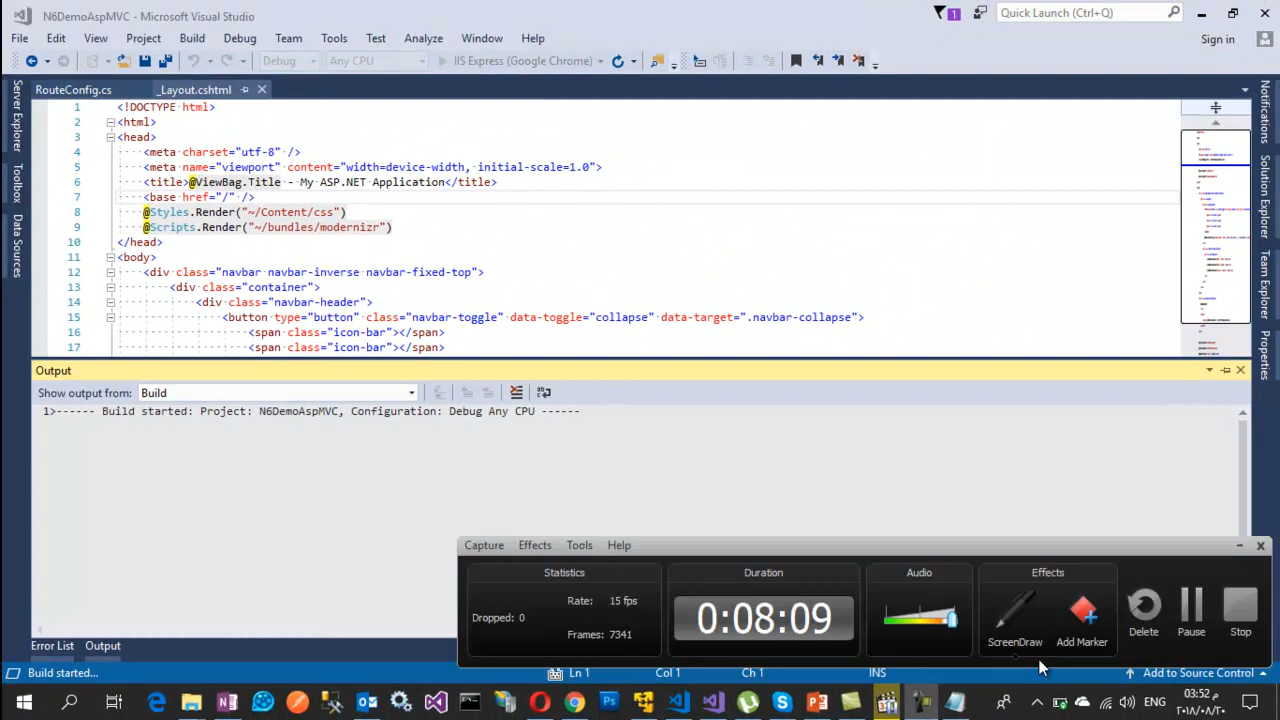 N6DemoAspMVC - Microsoft Visual Studio
1
Quick Launch (Ctrl+Q)
File Edit View Project Build Debug Team Tools Test Analyze Window Help
Sign in
Debug Any CPU IIS Express (Google Chrome)
RouteConfig.cs _Layout.cshtml
Server Explorer
Toolbox
Data Sources
1 <!DOCTYPE html>
2 <html>
3 <head>
4 <meta charset="utf-8" />
5 <meta name="viewport" content="width=device-width, initial-scale=1.0">
6 <title>@ViewBag.Title - My ASP.NET Application</title>
7 <base href="/" />
8 @Styles.Render("~/Content/css")
9 @Scripts.Render("~/bundles/modernizr")
10 </head>
11 <body>
12 <div class="navbar navbar-inverse navbar-fixed-top">
13 <div class="container">
14 <div class="navbar-header">
15 <button type="button" class="navbar-toggle" data-toggle="collapse" data-target=".navbar-collapse">
16 <span class="icon-bar"></span>
17 <span class="icon-bar"></span>
Notifications
Solution Explorer
Team Explorer
Properties
Output
Show output from: Build
1>------ Build started: Project: N6DemoAspMVC, Configuration: Debug Any CPU ------
Capture Effects Tools Help
Statistics
Dropped: 0
Rate: 15 fps
Frames: 7341
Duration
0:08:09
Audio
Effects
ScreenDraw
Add Marker
Delete
Pause
Stop
Error List Output
Build started... Ln 1 Col 1 Ch 1 INS Add to Source Control
ENG
03:52 م
٢٠١٨/٠٨/٢٠